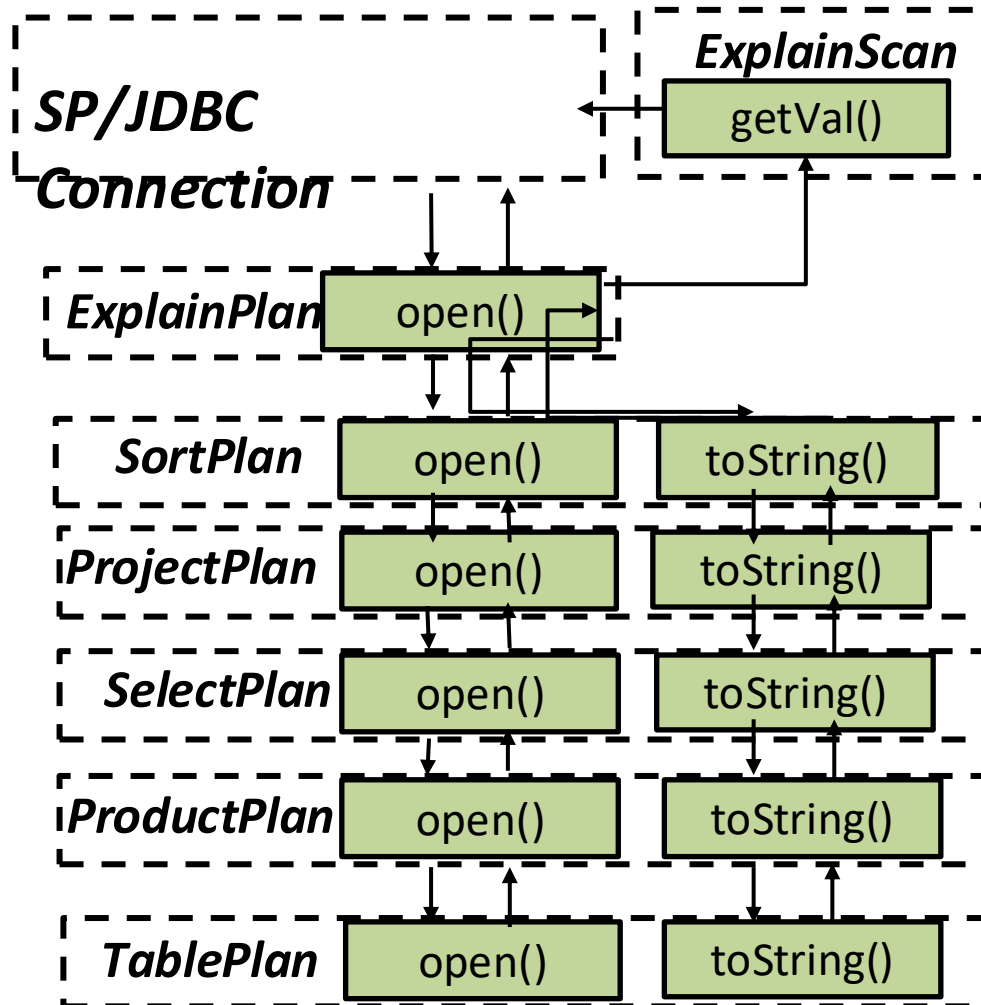 ExplainScan
SP/JDBC
Connection
getVal()
ExplainPlan
open()
SortPlan
open()
toString()
ProjectPlan
open()
toString()
SelectPlan
open()
toString()
ProductPlan
open()
toString()
TablePlan
open()
toString()